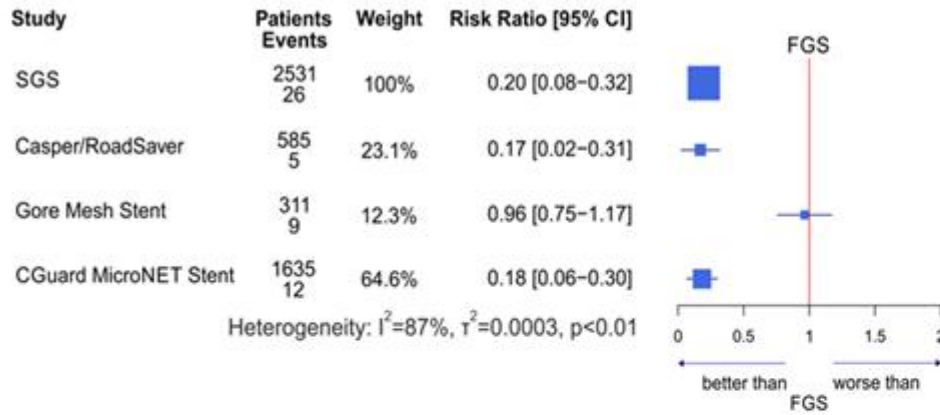 Study Patients Events Weight Risk Ratio [95% CI]
FGS
SGS 2531 26 100% 0.20 [0.08−0.32]
Casper/RoadSaver 585 5 23.1% 0.17 [0.02−0.31]
Gore Mesh Stent 311 9 12.3% 0.96 [0.75−1.17]
CGuard MicroNET Stent 1635 12 64.6% 0.18 [0.06−0.30]
Heterogeneity: I²=87%, τ²=0.0003, p<0.01
0 0.5 1 1.5 2
better than worse than
FGS